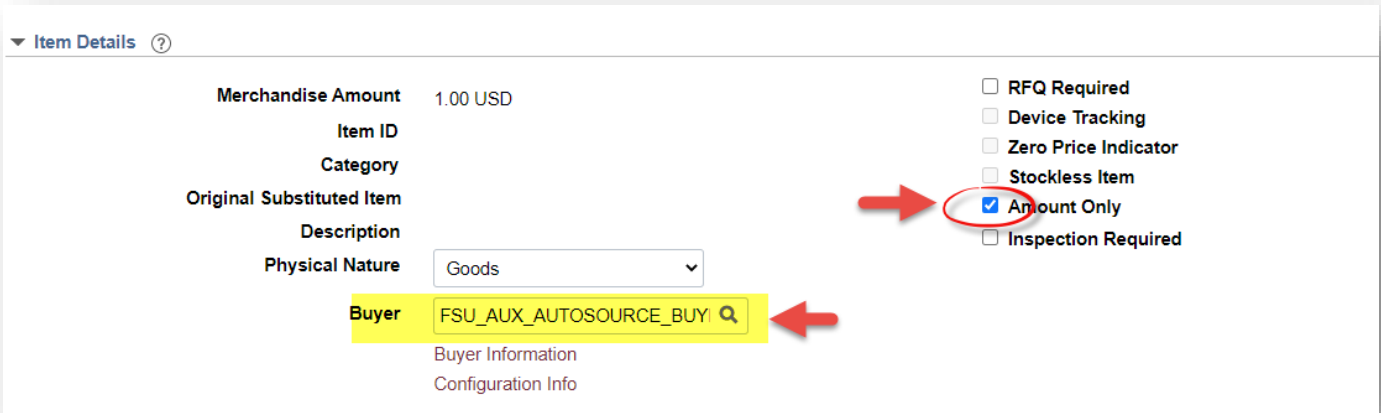 Item Details ?
Merchandise Amount 1.00 USD
Item ID
Category
Original Substituted Item
Description
Physical Nature Goods
Buyer FSU_AUX_AUTOSOURCE_BUY
Buyer Information
Configuration Info
RFQ Required
Device Tracking
Zero Price Indicator
Stockless Item
Amount Only
Inspection Required